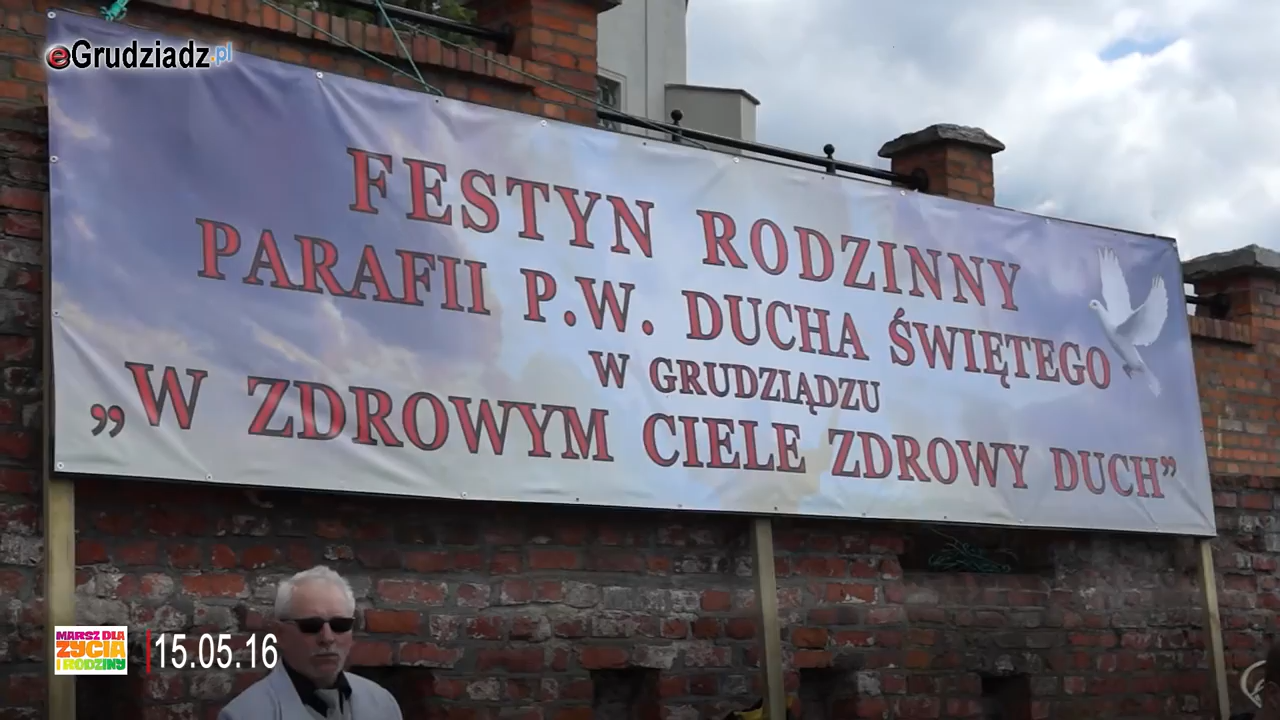 eGrudziadz.pl
FESTYN RODZINNY
PARAFII P.W. DUCHA ŚWIĘTEGO
W GRUDZIĄDZU
„W ZDROWYM CIELE ZDROWY DUCH”
MARSZ DLA
ŻYCIA
I RODZINY
15.05.16